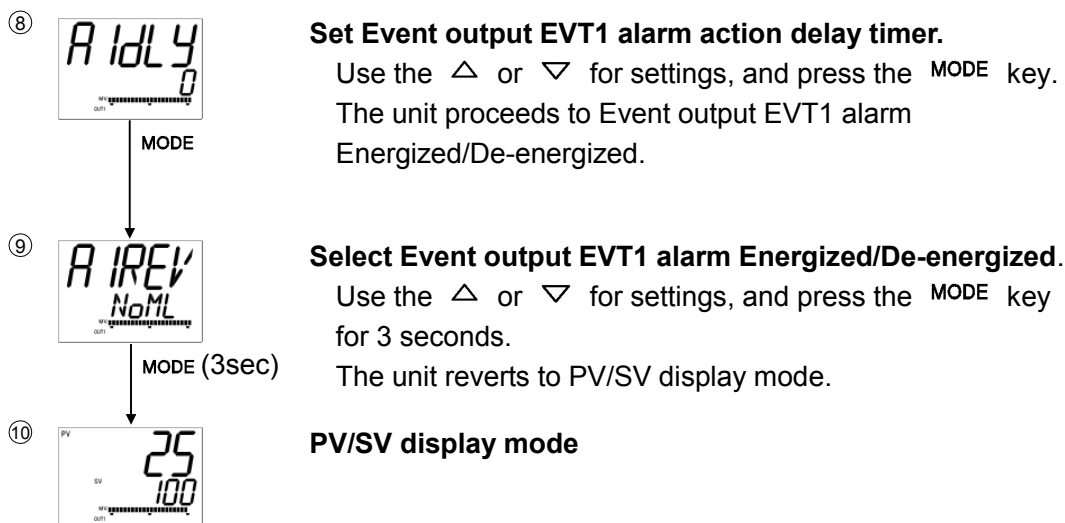 ⑧
A1dLY
0
MV
OUT1
Set Event output EVT1 alarm action delay timer.
Use the △ or ▽ for settings, and press the MODE key.
The unit proceeds to Event output EVT1 alarm
Energized/De-energized.
MODE
⑨
A1REV
NoML
MV
OUT1
Select Event output EVT1 alarm Energized/De-energized.
Use the △ or ▽ for settings, and press the MODE key
for 3 seconds.
The unit reverts to PV/SV display mode.
MODE (3sec)
⑩
PV
25
SV
100
MV
OUT1
PV/SV display mode